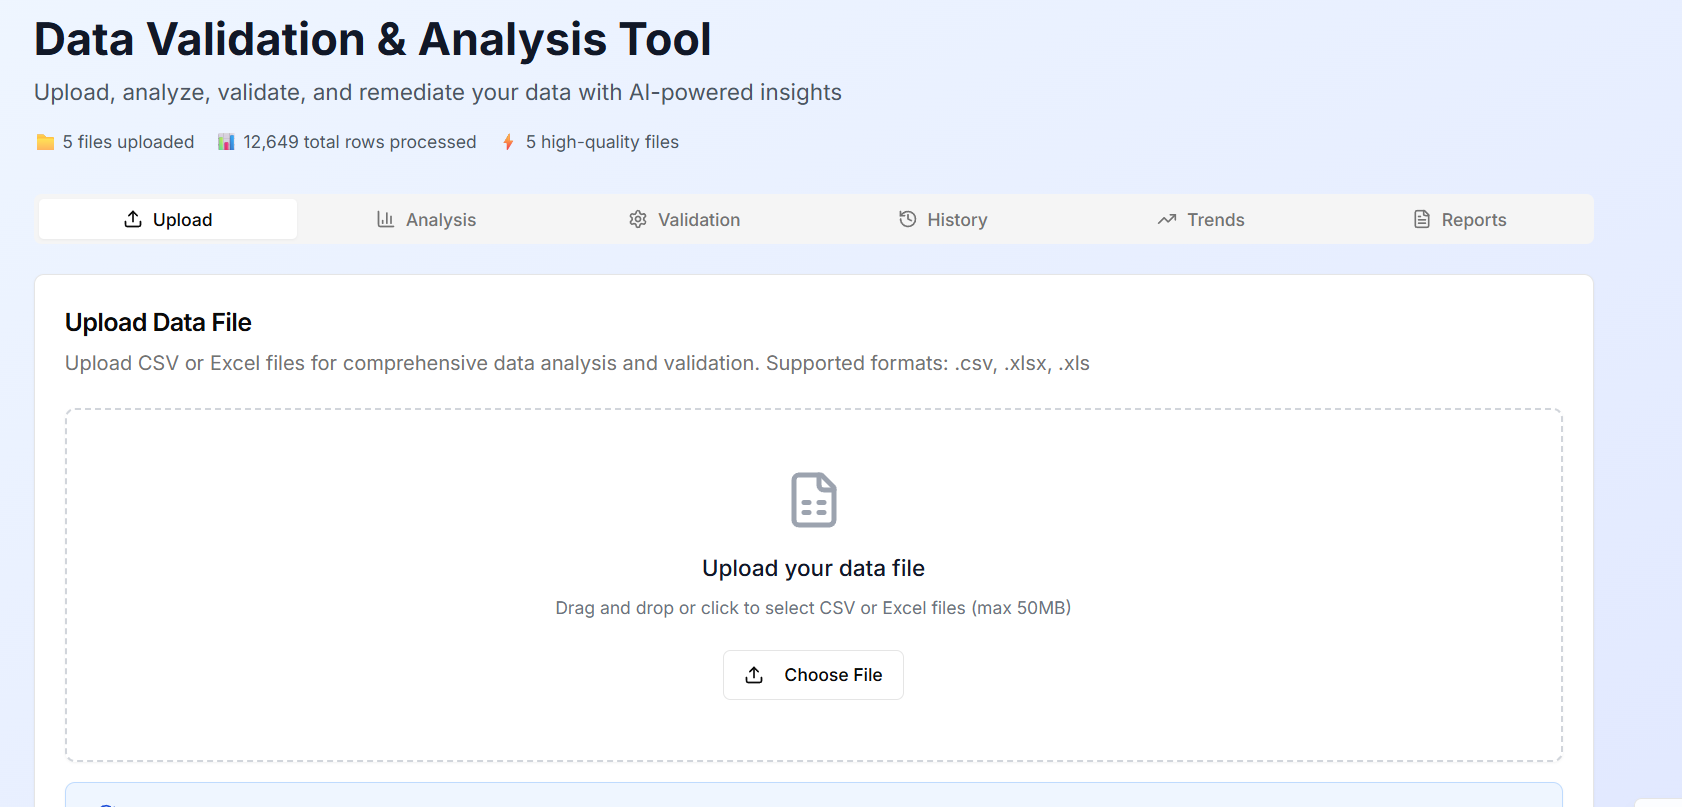 Data Validation & Analysis Tool
Upload, analyze, validate, and remediate your data with AI-powered insights
5 files uploaded 12,649 total rows processed 5 high-quality files
Upload Analysis Validation History Trends Reports
Upload Data File
Upload CSV or Excel files for comprehensive data analysis and validation. Supported formats: .csv, .xlsx, .xls
Upload your data file
Drag and drop or click to select CSV or Excel files (max 50MB)
Choose File